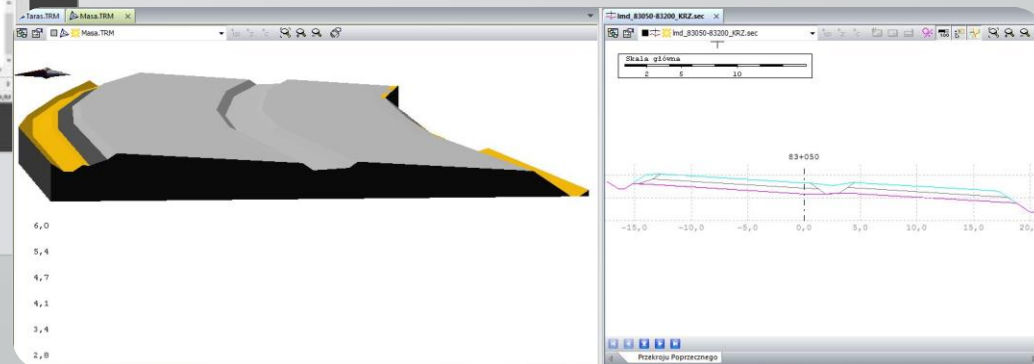 Taras.TRM Masa.TRM ×
Masa.TRM
6,0
5,4
4,7
4,1
3,4
2,8
lmd_83050-83200_KRZ.sec ×
lmd_83050-83200_KRZ.sec
Skala główna
2 5 10
83+050
-15,0 -10,0 -5,0 0,0 5,0 10,0 15,0 20,
Przekroju Poprzecznego